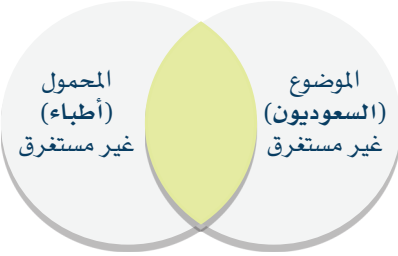 الموضوع
(السعوديون)
غير مستغرق
المحمول
(أطباء)
غير مستغرق